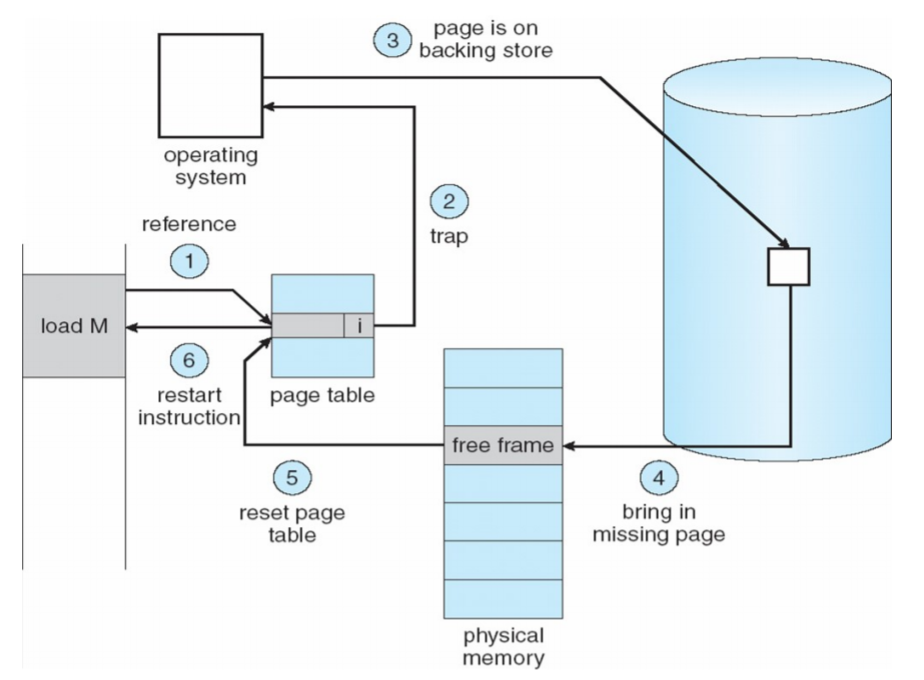 3
page is on
backing store
operating
system
2
trap
reference
1
load M
i
6
restart
instruction
page table
free frame
5
reset page
table
4
bring in
missing page
physical
memory